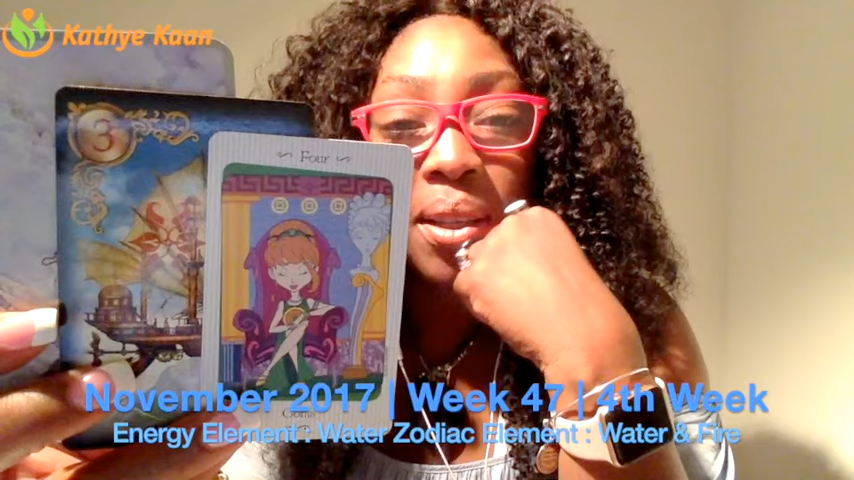 Kathye Kaan
3
Four
November 2017 | Week 47 | 4th Week
Energy Element : Water Zodiac Element : Water & Fire